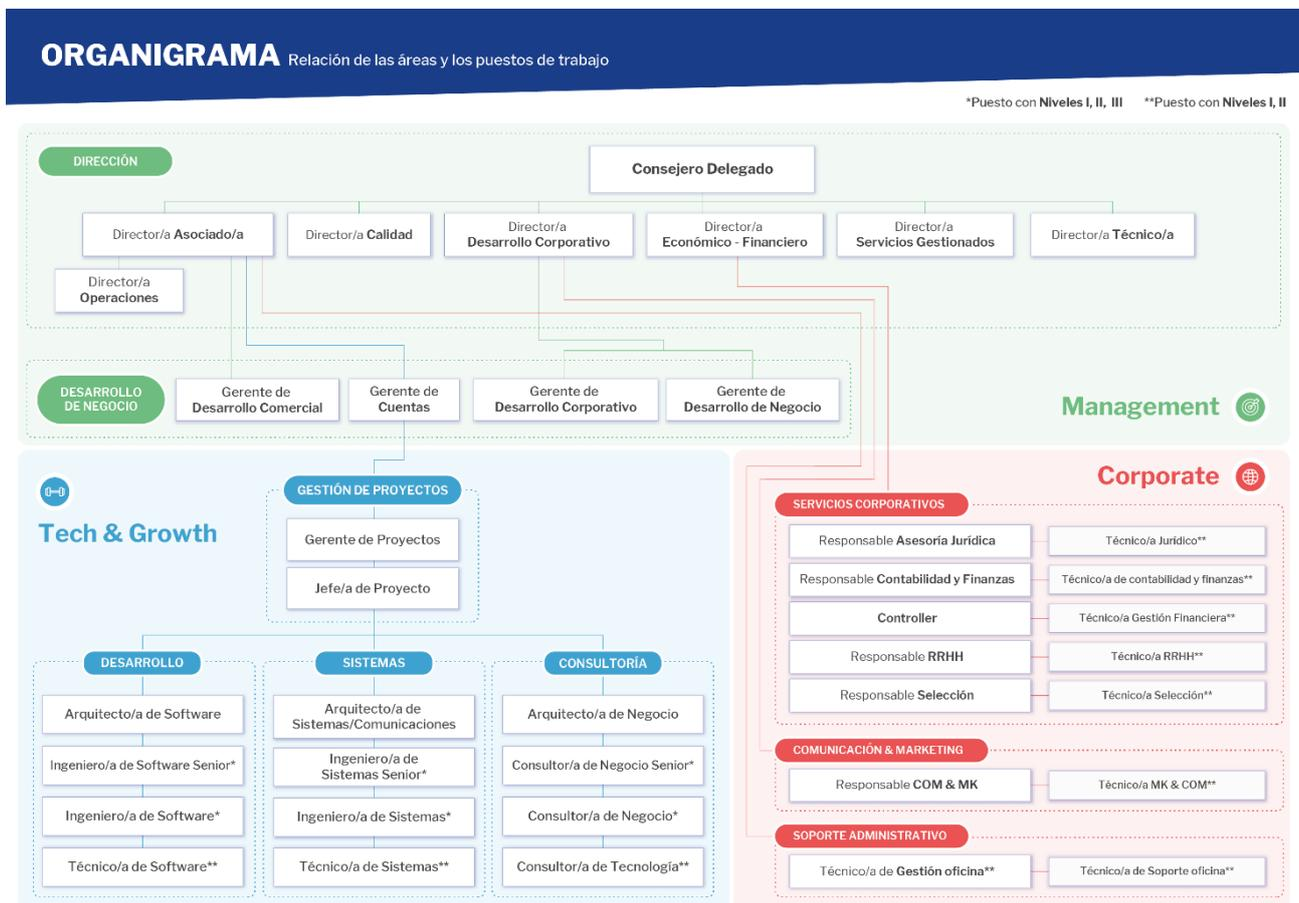 ORGANIGRAMA Relación de las áreas y los puestos de trabajo
*Puesto con Niveles I, II, III **Puesto con Niveles I, II
DIRECCIÓN
Consejero Delegado
Director/a Asociado/a
Director/a Calidad
Director/a
Desarrollo Corporativo
Director/a
Económico - Financiero
Director/a
Servicios Gestionados
Director/a Técnico/a
Director/a
Operaciones
DESARROLLO
DE NEGOCIO
Gerente de
Desarrollo Comercial
Gerente de
Cuentas
Gerente de
Desarrollo Corporativo
Gerente de
Desarrollo de Negocio
Management
Tech & Growth
GESTIÓN DE PROYECTOS
Gerente de Proyectos
Jefe/a de Proyecto
DESARROLLO
Arquitecto/a de Software
Ingeniero/a de Software Senior*
Ingeniero/a de Software*
Técnico/a de Software**
SISTEMAS
Arquitecto/a de
Sistemas/Comunicaciones
Ingeniero/a de
Sistemas Senior*
Ingeniero/a de Sistemas*
Técnico/a de Sistemas**
CONSULTORÍA
Arquitecto/a de Negocio
Consultor/a de Negocio Senior*
Consultor/a de Negocio*
Consultor/a de Tecnología**
Corporate
SERVICIOS CORPORATIVOS
Responsable Asesoría Jurídica
Técnico/a Jurídico**
Responsable Contabilidad y Finanzas
Técnico/a de contabilidad y finanzas**
Controller
Técnico/a Gestión Financiera**
Responsable RRHH
Técnico/a RRHH**
Responsable Selección
Técnico/a Selección**
COMUNICACIÓN & MARKETING
Responsable COM & MK
Técnico/a MK & COM**
SOPORTE ADMINISTRATIVO
Técnico/a de Gestión oficina**
Técnico/a de Soporte oficina**